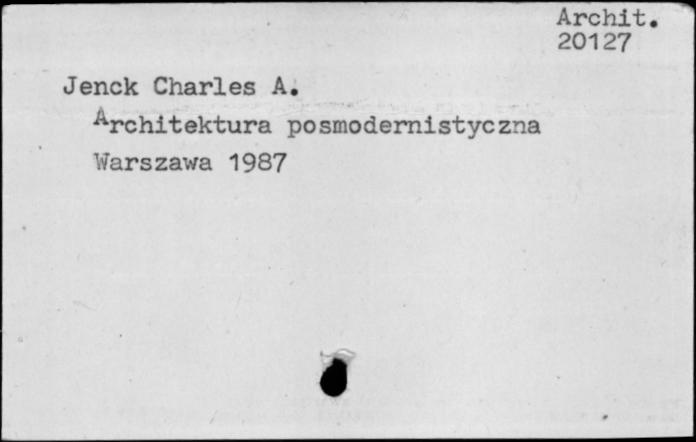 Archit.
20127
Jenck Charles A.
Architektura posmodernistyczna
Warszawa 1987